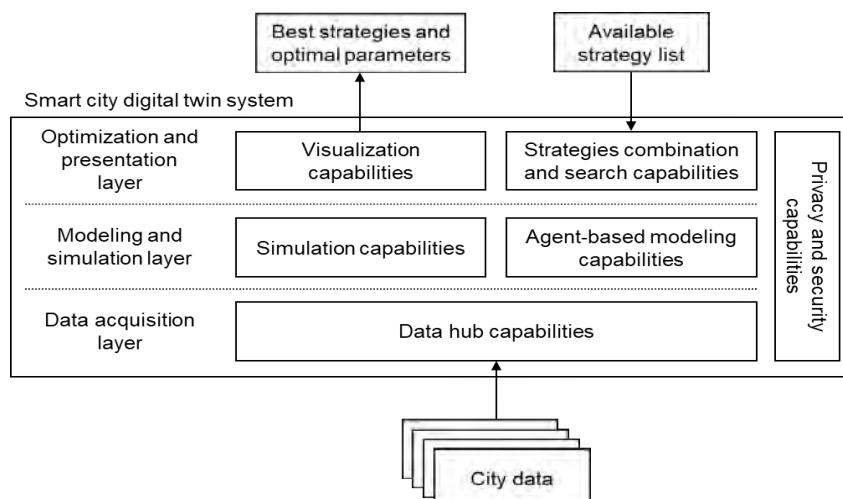 Best strategies and
optimal parameters
Available
strategy list
Smart city digital twin system
Optimization and
presentation
layer
Visualization
capabilities
Strategies combination
and search capabilities
Modeling and
simulation layer
Simulation capabilities
Agent-based modeling
capabilities
Data acquisition
layer
Data hub capabilities
Privacy and security
capabilities
City data